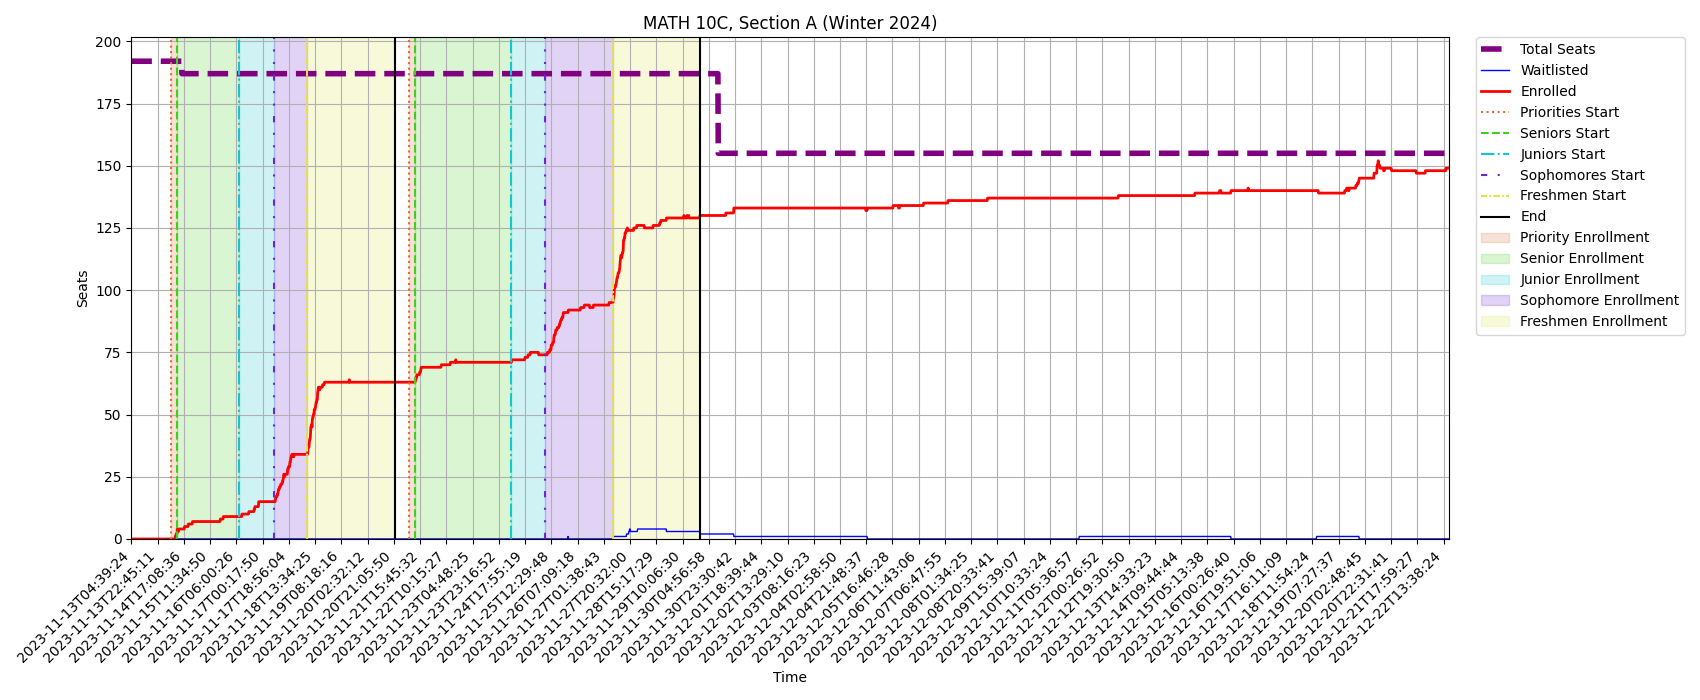 MATH 10C, Section A (Winter 2024)
200
175
150
125
100
75
50
25
0
Seats
2023-11-13T04:39:24
2023-11-13T22:45:11
2023-11-14T17:08:36
2023-11-15T11:34:50
2023-11-16T06:00:26
2023-11-17T00:17:50
2023-11-17T18:56:04
2023-11-18T13:34:25
2023-11-19T08:18:16
2023-11-20T02:32:12
2023-11-20T21:05:50
2023-11-21T15:45:32
2023-11-22T10:15:27
2023-11-23T04:48:25
2023-11-23T23:16:52
2023-11-24T17:55:19
2023-11-25T12:29:48
2023-11-26T07:09:18
2023-11-27T01:38:43
2023-11-27T20:32:00
2023-11-28T15:17:29
2023-11-29T10:06:30
2023-11-30T04:56:58
2023-11-30T23:30:42
2023-12-01T18:39:44
2023-12-02T13:29:10
2023-12-03T08:16:23
2023-12-04T02:58:50
2023-12-04T21:48:37
2023-12-05T16:46:28
2023-12-06T11:43:06
2023-12-07T06:47:55
2023-12-08T01:34:25
2023-12-08T20:33:41
2023-12-09T15:39:07
2023-12-10T10:33:24
2023-12-11T05:36:57
2023-12-12T00:26:52
2023-12-12T19:30:50
2023-12-13T14:33:23
2023-12-14T09:44:44
2023-12-15T05:13:38
2023-12-16T00:26:40
2023-12-16T19:51:06
2023-12-17T16:11:09
2023-12-18T11:54:24
2023-12-19T07:27:37
2023-12-20T02:48:45
2023-12-20T22:31:41
2023-12-21T17:59:27
2023-12-22T13:38:24
Time
Total Seats
Waitlisted
Enrolled
Priorities Start
Seniors Start
Juniors Start
Sophomores Start
Freshmen Start
End
Priority Enrollment
Senior Enrollment
Junior Enrollment
Sophomore Enrollment
Freshmen Enrollment